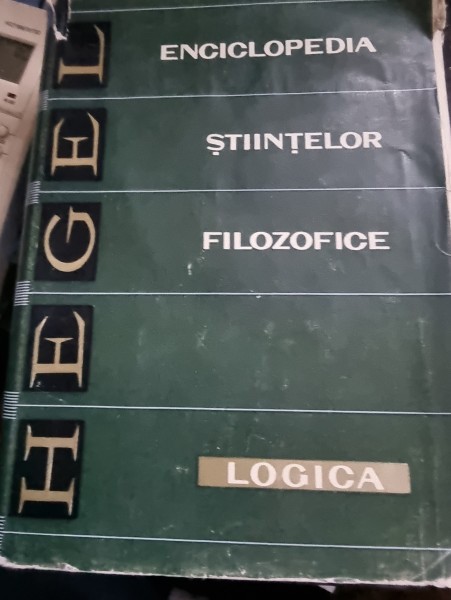 HEGEL
ENCICLOPEDIA
ȘTIINȚELOR
FILOZOFICE
LOGICA